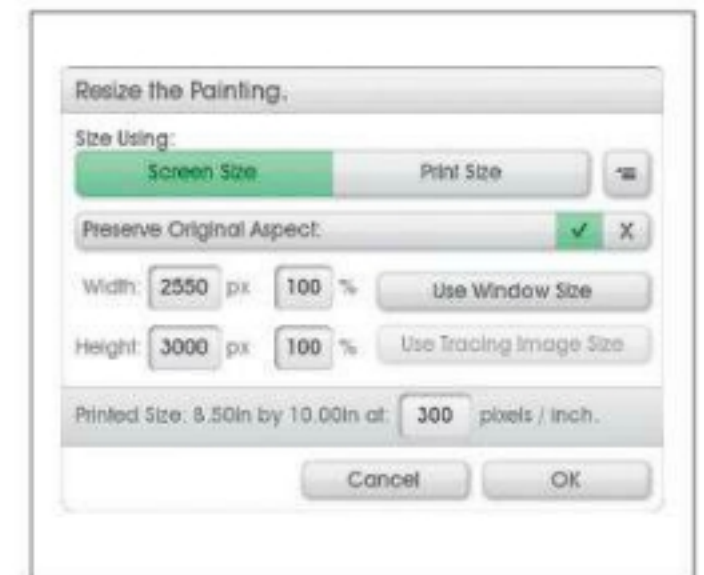 Resize the Painting.
Size Using:
Screen Size Print Size
Preserve Original Aspect: ✓ X
Width: 2550 px 100 % Use Window Size
Height: 3000 px 100 % Use Tracing Image Size
Printed Size: 8.50in by 10.00in at: 300 pixels / inch.
Cancel OK